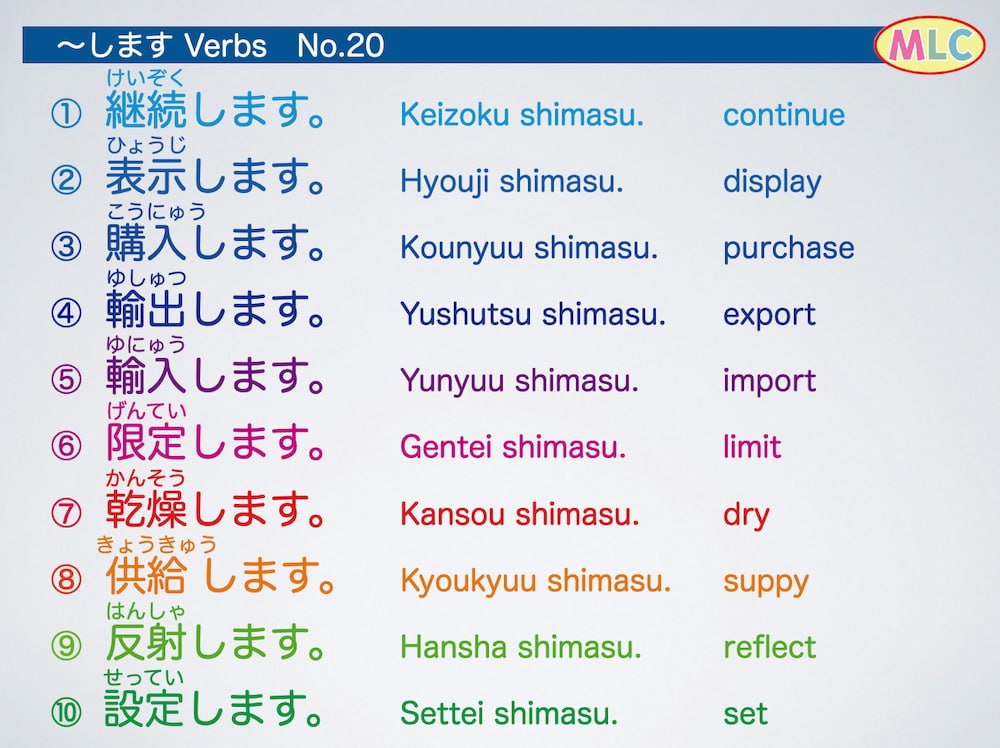 ～します Verbs　No.20
MLC
けいぞく
① 継続します。 Keizoku shimasu. continue
ひょうじ
② 表示します。 Hyouji shimasu. display
こうにゅう
③ 購入します。 Kounyuu shimasu. purchase
ゆしゅつ
④ 輸出します。 Yushutsu shimasu. export
ゆにゅう
⑤ 輸入します。 Yunyuu shimasu. import
げんてい
⑥ 限定します。 Gentei shimasu. limit
かんそう
⑦ 乾燥します。 Kansou shimasu. dry
きょうきゅう
⑧ 供給 します。 Kyoukyuu shimasu. suppy
はんしゃ
⑨ 反射します。 Hansha shimasu. reflect
せってい
⑩ 設定します。 Settei shimasu. set